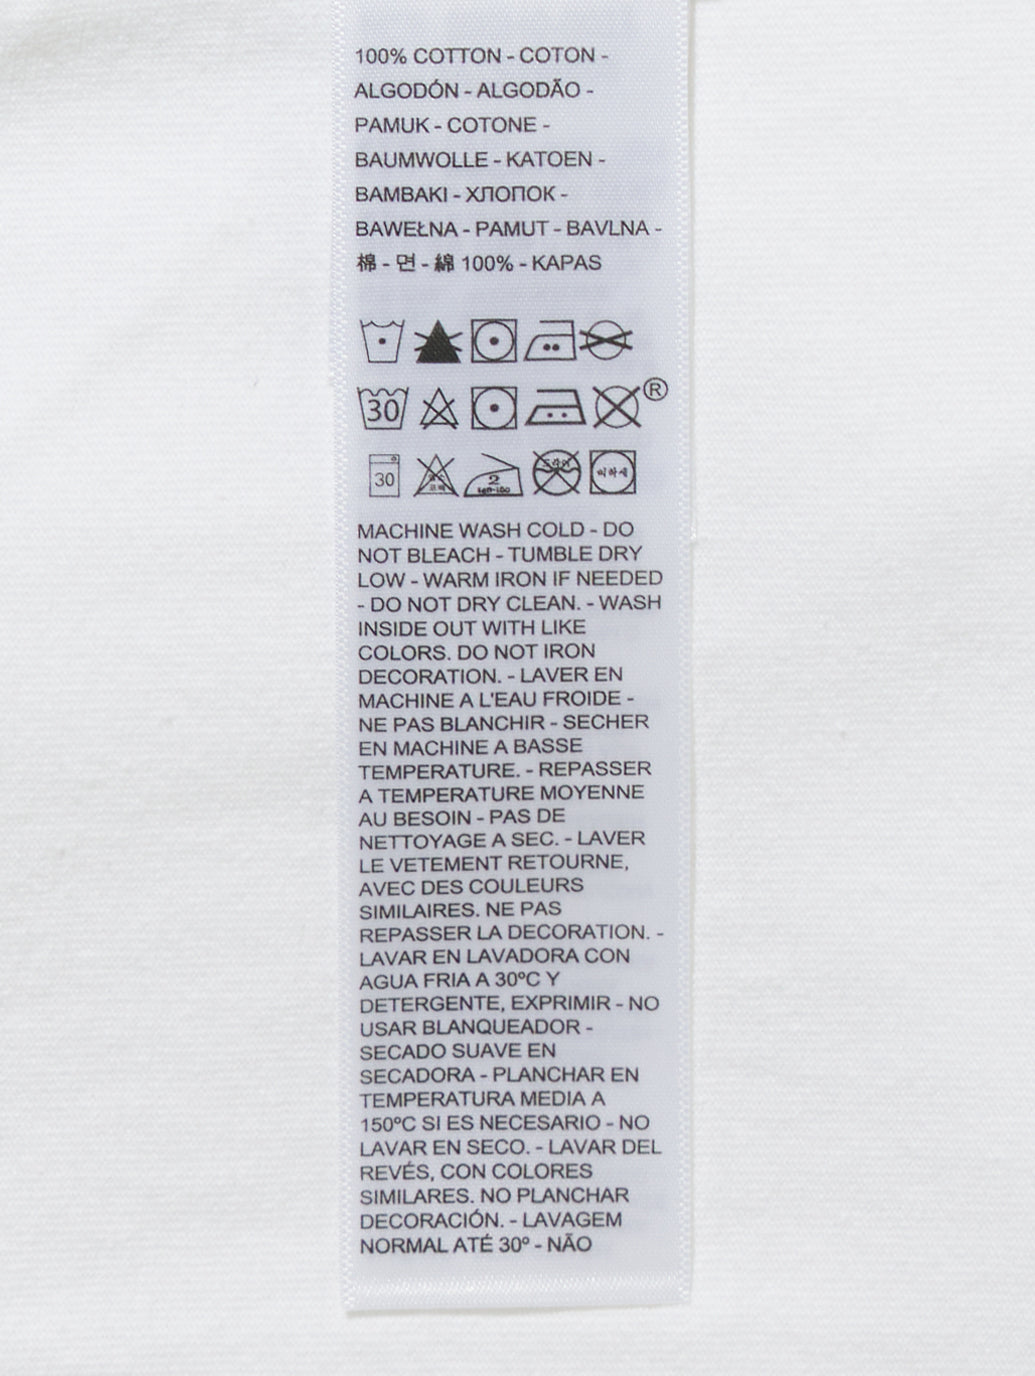 100% COTTON - COTON -
ALGODÓN - ALGODÃO -
PAMUK - COTONE -
BAUMWOLLE - KATOEN -
BAMBAKI - ХЛОПОК -
BAWEŁNA - PAMUT - BAVLNA -
棉 - 면 - 綿 100% - KAPAS
30 ®
30 2
MACHINE WASH COLD - DO
NOT BLEACH - TUMBLE DRY
LOW - WARM IRON IF NEEDED
- DO NOT DRY CLEAN. - WASH
INSIDE OUT WITH LIKE
COLORS. DO NOT IRON
DECORATION. - LAVER EN
MACHINE A L'EAU FROIDE -
NE PAS BLANCHIR - SECHER
EN MACHINE A BASSE
TEMPERATURE. - REPASSER
A TEMPERATURE MOYENNE
AU BESOIN - PAS DE
NETTOYAGE A SEC. - LAVER
LE VETEMENT RETOURNE,
AVEC DES COULEURS
SIMILAIRES. NE PAS
REPASSER LA DECORATION. -
LAVAR EN LAVADORA CON
AGUA FRIA A 30ºC Y
DETERGENTE, EXPRIMIR - NO
USAR BLANQUEADOR -
SECADO SUAVE EN
SECADORA - PLANCHAR EN
TEMPERATURA MEDIA A
150ºC SI ES NECESARIO - NO
LAVAR EN SECO. - LAVAR DEL
REVÉS, CON COLORES
SIMILARES. NO PLANCHAR
DECORACIÓN. - LAVAGEM
NORMAL ATÉ 30º - NÃO